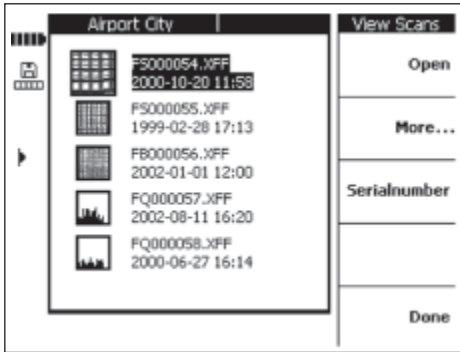 Airport City
View Scans
FS000054.XFF
2000-10-20 11:58
FS000055.XFF
1999-02-28 17:13
FB000056.XFF
2002-01-01 12:00
FQ000057.XFF
2002-08-11 16:20
FQ000058.XFF
2000-06-27 16:14
Open
More...
Serialnumber
Done